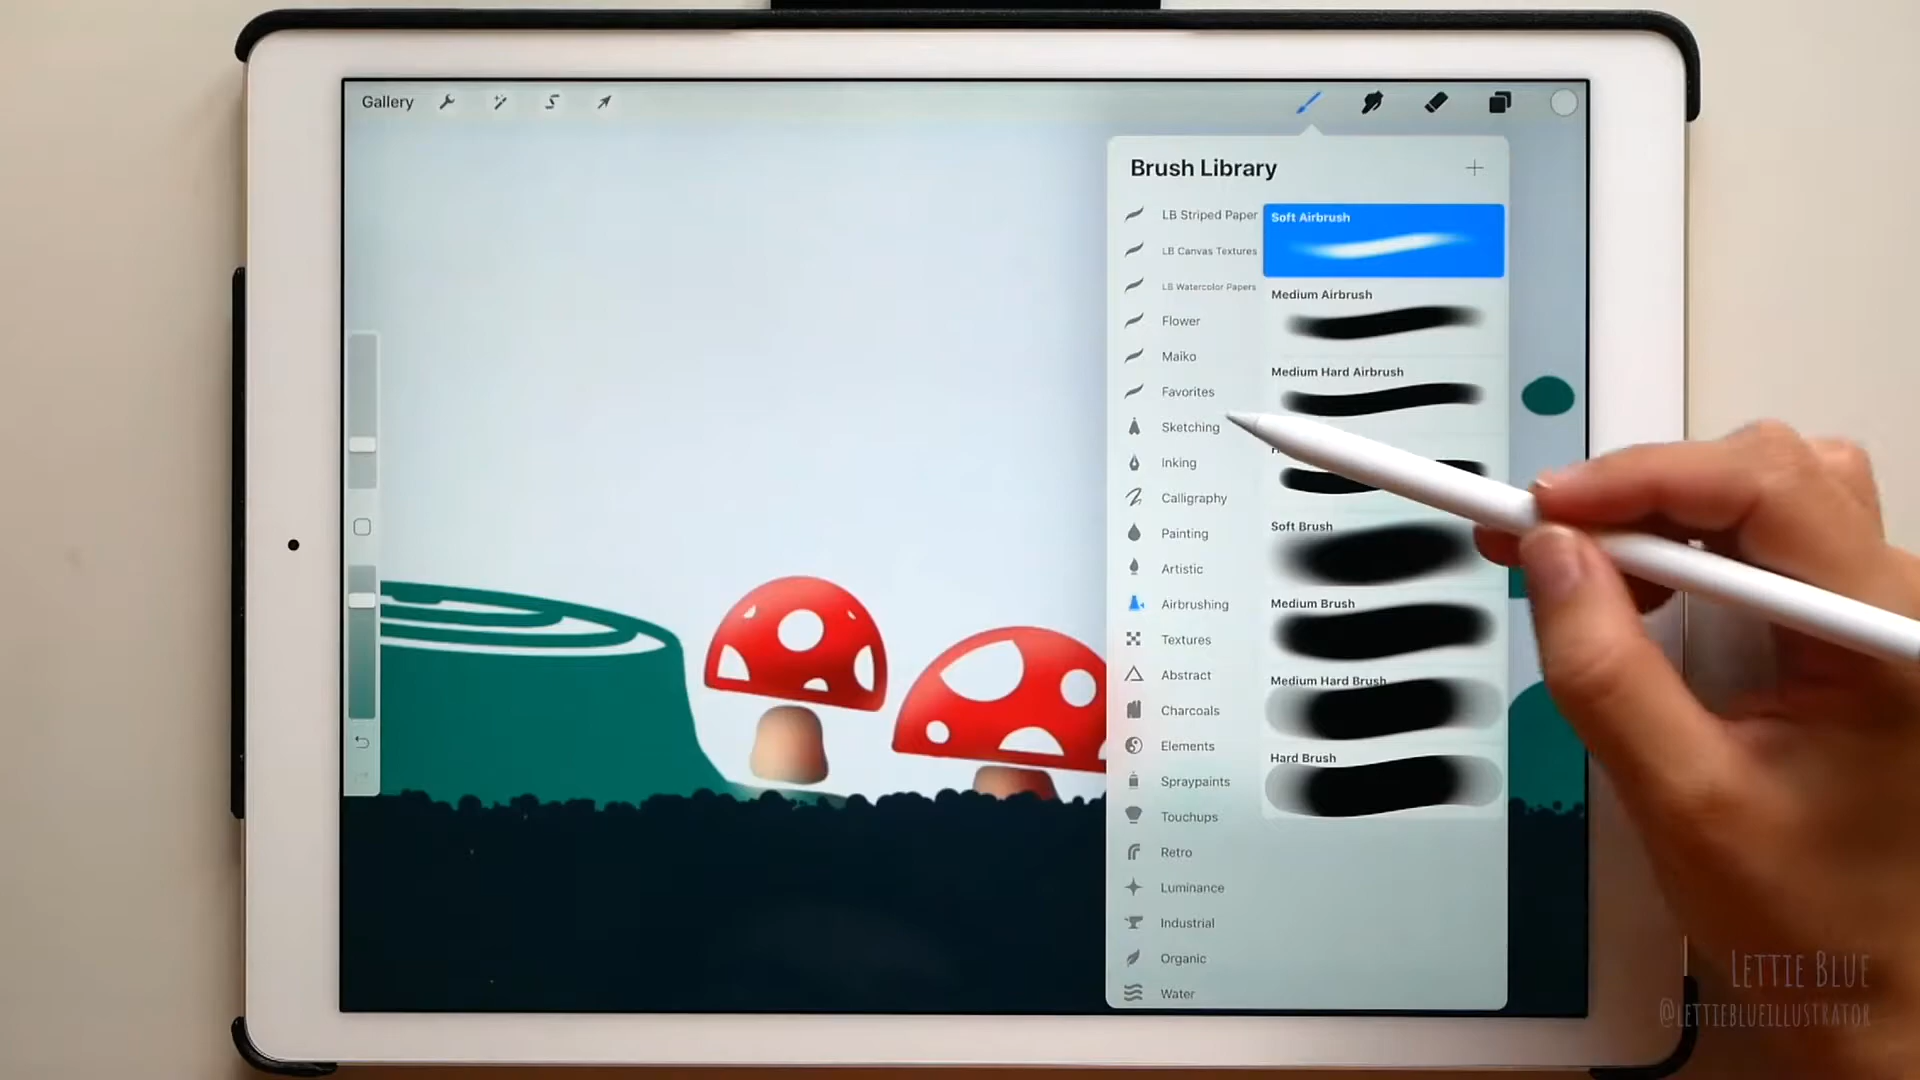 Gallery
Brush Library
LB Striped Paper
LB Canvas Textures
LB Watercolor Papers
Flower
Maiko
Favorites
Sketching
Inking
Calligraphy
Painting
Artistic
Airbrushing
Textures
Abstract
Charcoals
Elements
Spraypaints
Touchups
Retro
Luminance
Industrial
Organic
Water
Soft Airbrush
Medium Airbrush
Medium Hard Airbrush
Soft Brush
Medium Brush
Medium Hard Brush
Hard Brush
LETTIE BLUE
@LETTIEBLUEILLUSTRATOR